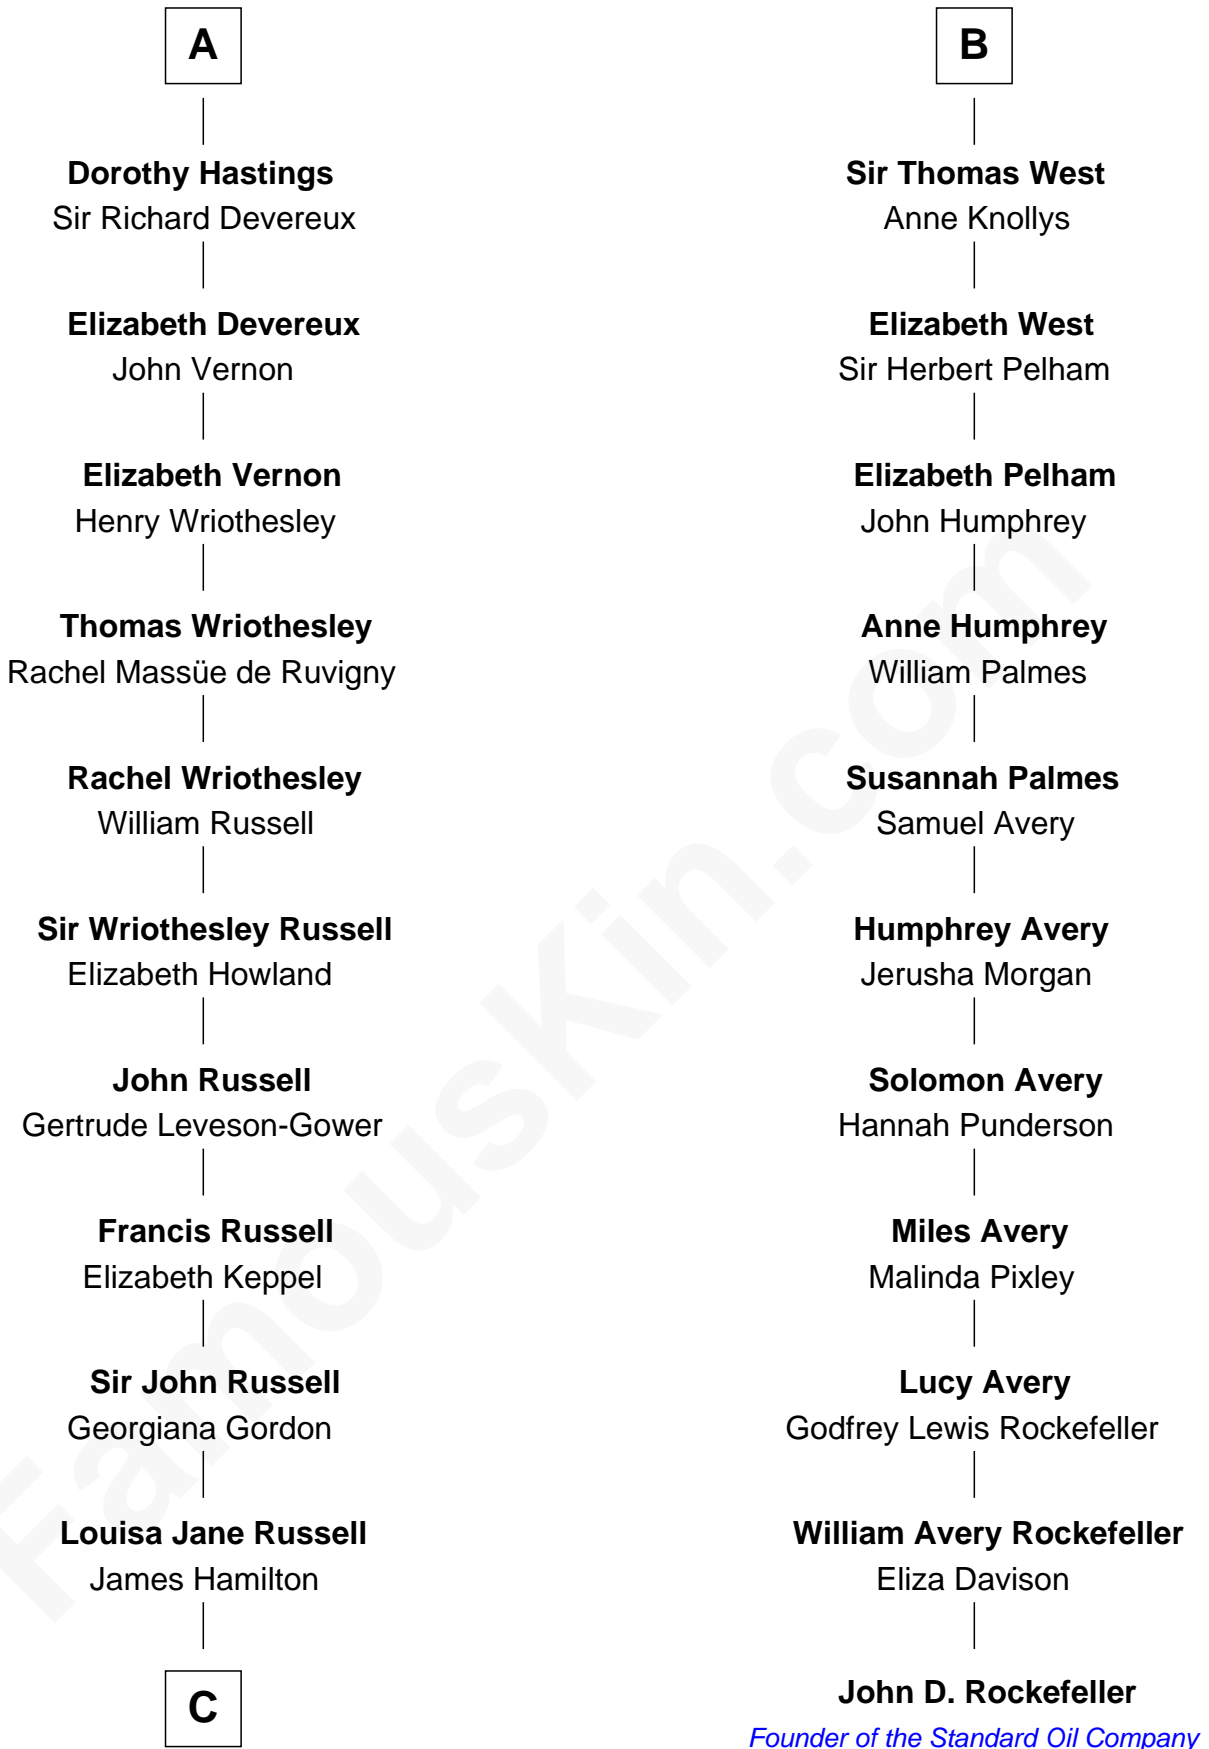 A
Dorothy Hastings
Sir Richard Devereux
Elizabeth Devereux
John Vernon
Elizabeth Vernon
Henry Wriothesley
Thomas Wriothesley
Rachel Massüe de Ruvigny
Rachel Wriothesley
William Russell
Sir Wriothesley Russell
Elizabeth Howland
John Russell
Gertrude Leveson-Gower
Francis Russell
Elizabeth Keppel
Sir John Russell
Georgiana Gordon
Louisa Jane Russell
James Hamilton
C
B
Sir Thomas West
Anne Knollys
Elizabeth West
Sir Herbert Pelham
Elizabeth Pelham
John Humphrey
Anne Humphrey
William Palmes
Susannah Palmes
Samuel Avery
Humphrey Avery
Jerusha Morgan
Solomon Avery
Hannah Punderson
Miles Avery
Malinda Pixley
Lucy Avery
Godfrey Lewis Rockefeller
William Avery Rockefeller
Eliza Davison
John D. Rockefeller
Founder of the Standard Oil Company
FamousKin.com